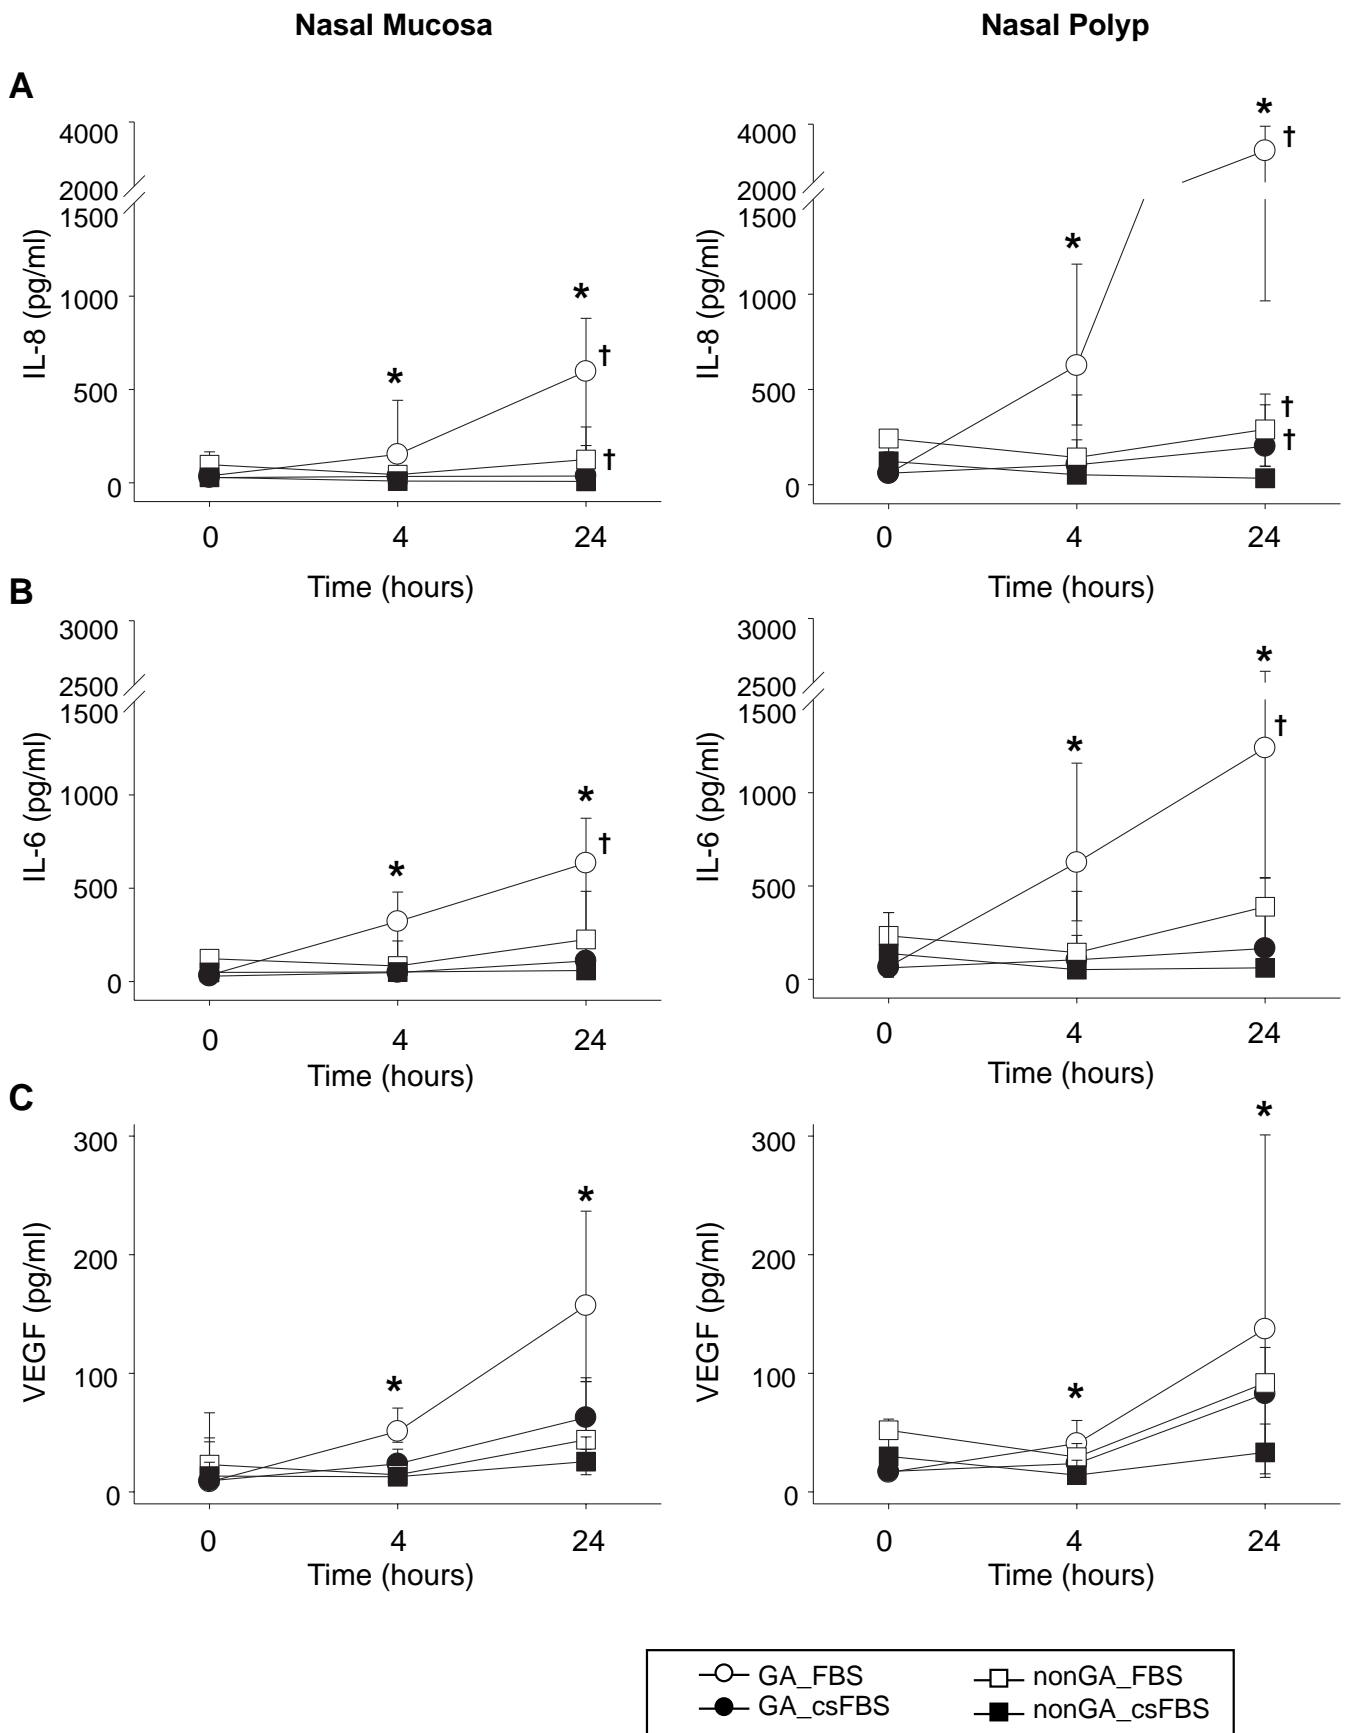 Nasal Mucosa
Nasal Polyp
A
4000
2000
1500
1000
500
0
IL-8 (pg/ml)
*
*
†
†
0 4 24
Time (hours)
4000
2000
1500
1000
500
0
IL-8 (pg/ml)
*
*
†
†
†
0 4 24
Time (hours)
B
3000
2500
1500
1000
500
0
IL-6 (pg/ml)
*
*
†
0 4 24
Time (hours)
3000
2500
1500
1000
500
0
IL-6 (pg/ml)
*
*
†
0 4 24
Time (hours)
C
300
200
100
0
VEGF (pg/ml)
*
*
0 4 24
Time (hours)
300
200
100
0
VEGF (pg/ml)
*
*
0 4 24
Time (hours)
GA_FBS
nonGA_FBS
GA_csFBS
nonGA_csFBS